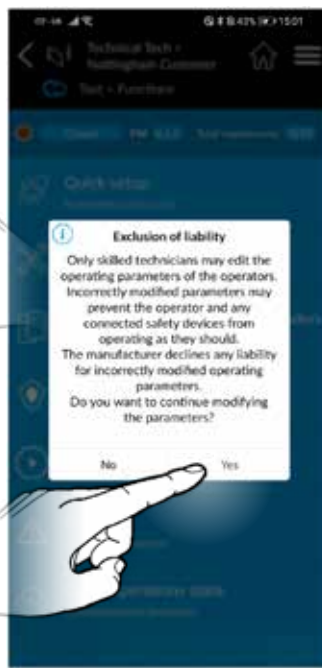 15:01
Technical Tech >
Nottingham Customer
Test > Functions
Quick setup
Exclusion of liability
Only skilled technicians may edit the
operating parameters of the operators.
Incorrectly modified parameters may
prevent the operator and any
connected safety devices from
operating as they should.
The manufacturer declines any liability
for incorrectly modified operating
parameters.
Do you want to continue modifying
the parameters?
No Yes